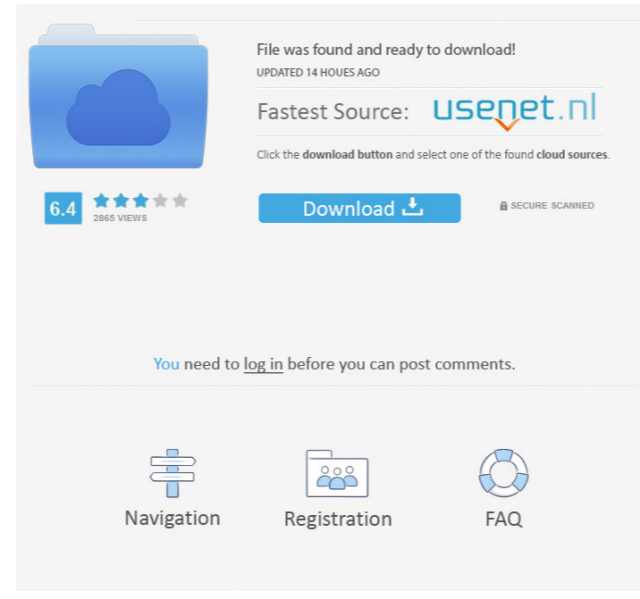 File was found and ready to download!
UPDATED 14 HOUES AGO
Fastest Source: usenet.nl
Click the download button and select one of the found cloud sources.
6.4
2865 VIEWS
Download
SECURE SCANNED
You need to log in before you can post comments.
Navigation
Registration
FAQ